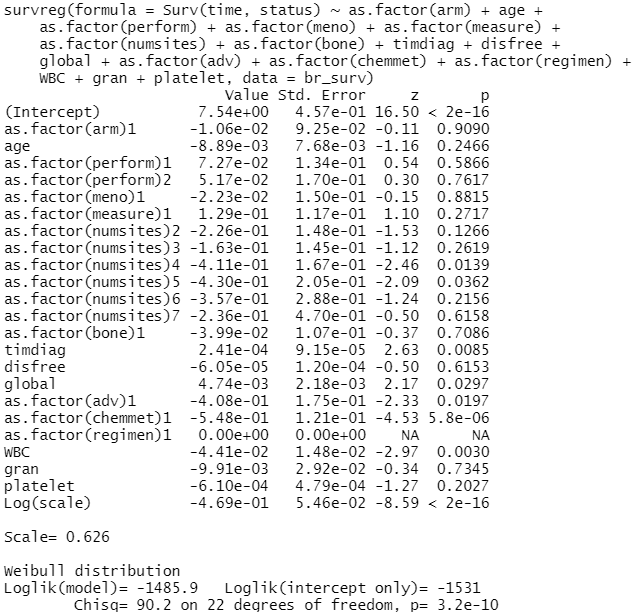 survreg(formula = Surv(time, status) ~ as.factor(arm) + age +
as.factor(perform) + as.factor(meno) + as.factor(measure) +
as.factor(numsites) + as.factor(bone) + timdiag + disfree +
global + as.factor(adv) + as.factor(chemmet) + as.factor(regimen) +
WBC + gran + platelet, data = br_surv)
Value Std. Error z p
(Intercept) 7.54e+00 4.57e-01 16.50 < 2e-16
as.factor(arm)1 -1.06e-02 9.25e-02 -0.11 0.9090
age -8.89e-03 7.68e-03 -1.16 0.2466
as.factor(perform)1 7.27e-02 1.34e-01 0.54 0.5866
as.factor(perform)2 5.17e-02 1.70e-01 0.30 0.7617
as.factor(meno)1 -2.23e-02 1.50e-01 -0.15 0.8815
as.factor(measure)1 1.29e-01 1.17e-01 1.10 0.2717
as.factor(numsites)2 -2.26e-01 1.48e-01 -1.53 0.1266
as.factor(numsites)3 -1.63e-01 1.45e-01 -1.12 0.2619
as.factor(numsites)4 -4.11e-01 1.67e-01 -2.46 0.0139
as.factor(numsites)5 -4.30e-01 2.05e-01 -2.09 0.0362
as.factor(numsites)6 -3.57e-01 2.88e-01 -1.24 0.2156
as.factor(numsites)7 -2.36e-01 4.70e-01 -0.50 0.6158
as.factor(bone)1 -3.99e-02 1.07e-01 -0.37 0.7086
timdiag 2.41e-04 9.15e-05 2.63 0.0085
disfree -6.05e-05 1.20e-04 -0.50 0.6153
global 4.74e-03 2.18e-03 2.17 0.0297
as.factor(adv)1 -4.08e-01 1.75e-01 -2.33 0.0197
as.factor(chemmet)1 -5.48e-01 1.21e-01 -4.53 5.8e-06
as.factor(regimen)1 0.00e+00 0.00e+00 NA NA
WBC -4.41e-02 1.48e-02 -2.97 0.0030
gran -9.91e-03 2.92e-02 -0.34 0.7345
platelet -6.10e-04 4.79e-04 -1.27 0.2027
Log(scale) -4.69e-01 5.46e-02 -8.59 < 2e-16
Scale= 0.626
Weibull distribution
Loglik(model)= -1485.9 Loglik(intercept only)= -1531
Chisq= 90.2 on 22 degrees of freedom, p= 3.2e-10